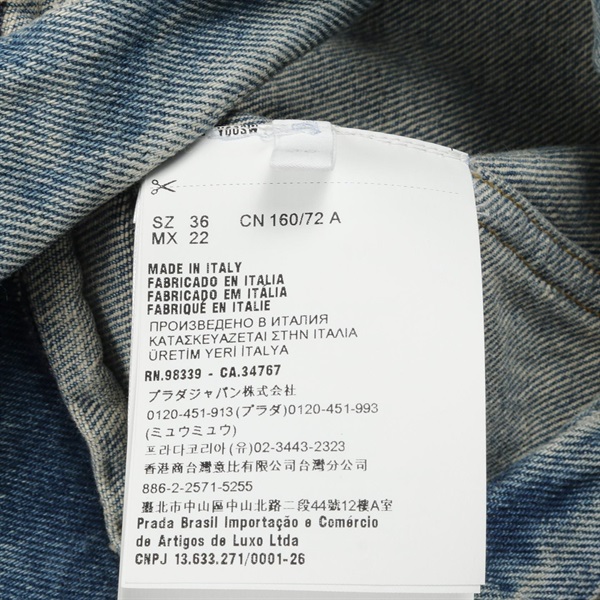 Y00SW
SZ 36 CN 160/72 A
MX 22
MADE IN ITALY
FABRICADO EN ITALIA
FABRICADO EM ITÁLIA
FABRIQUÉ EN ITALIE
ПРОИЗВЕДЕНО В ИТАЛИЯ
ΚΑΤΑΣΚΕΥΑΖΕΤΑΙ ΣΤΗΝ ΙΤΑΛΙΑ
ÜRETİM YERİ İTALYA
RN.98339 - CA.34767
プラダジャパン株式会社
0120-451-913(プラダ)0120-451-993
(ミュウミュウ)
프라다코리아 (유)02-3443-2323
香港商台灣意比有限公司台灣分公司
886-2-2571-5255
臺北市中山區中山北路二段44號12樓A室
Prada Brasil Importação e Comércio
de Artigos de Luxo Ltda
CNPJ 13.633.271/0001-26